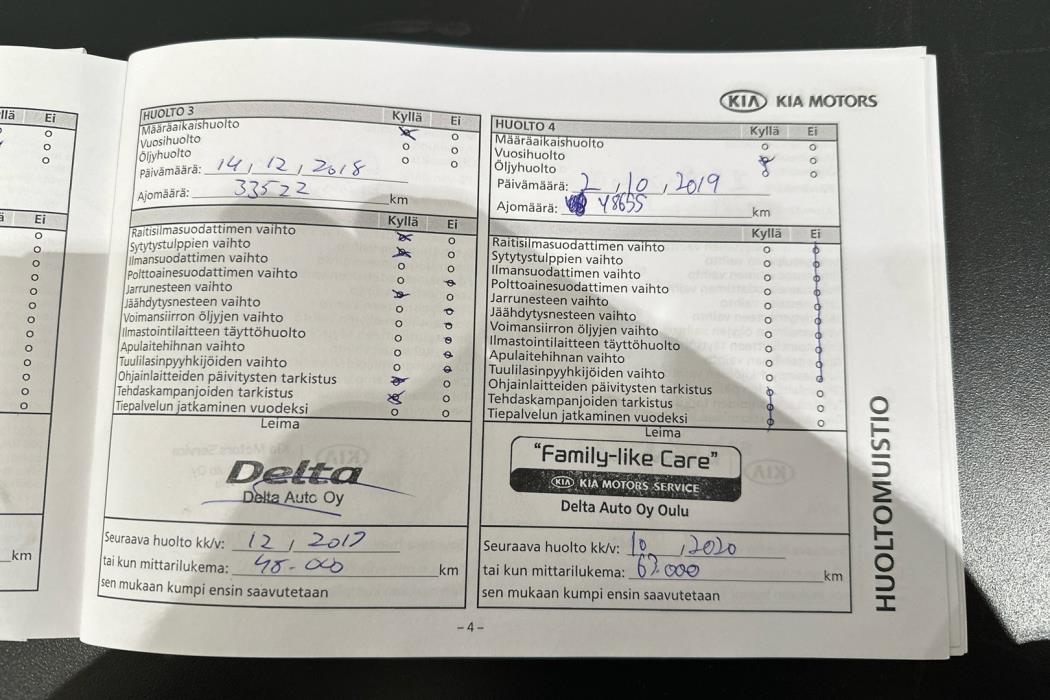 llä Ei
ä Ei
km
HUOLTO 3 Kyllä Ei
Määräaikaishuolto
Vuosihuolto
Öljyhuolto
Päivämäärä: 14, 12, 2018
Ajomäärä: 33522 km
Kyllä Ei
Raitisilmasuodattimen vaihto
Sytytystulppien vaihto
Ilmansuodattimen vaihto
Polttoainesuodattimen vaihto
Jarrunesteen vaihto
Jäähdytysnesteen vaihto
Voimansiirron öljyjen vaihto
Ilmastointilaitteen täyttöhuolto
Apulaitehihnan vaihto
Tuulilasinpyyhkijöiden vaihto
Ohjainlaitteiden päivitysten tarkistus
Tehdaskampanjoiden tarkistus
Tiepalvelun jatkaminen vuodeksi
Leima
Delta
Delta Auto Oy
Seuraava huolto kk/v: 12, 2017
tai kun mittarilukema: 48-000 km
sen mukaan kumpi ensin saavutetaan
KIA KIA MOTORS
HUOLTO 4 Kyllä Ei
Määräaikaishuolto
Vuosihuolto
Öljyhuolto
Päivämäärä: 2, 10, 2019
Ajomäärä: 48655 km
Kyllä Ei
Raitisilmasuodattimen vaihto
Sytytystulppien vaihto
Ilmansuodattimen vaihto
Polttoainesuodattimen vaihto
Jarrunesteen vaihto
Jäähdytysnesteen vaihto
Voimansiirron öljyjen vaihto
Ilmastointilaitteen täyttöhuolto
Apulaitehihnan vaihto
Tuulilasinpyyhkijöiden vaihto
Ohjainlaitteiden päivitysten tarkistus
Tehdaskampanjoiden tarkistus
Tiepalvelun jatkaminen vuodeksi
Leima
"Family-like Care"
KIA KIA MOTORS SERVICE
Delta Auto Oy Oulu
Seuraava huolto kk/v: 10, 2020
tai kun mittarilukema: 63.000 km
sen mukaan kumpi ensin saavutetaan
HUOLTOMUISTIO
- 4 -